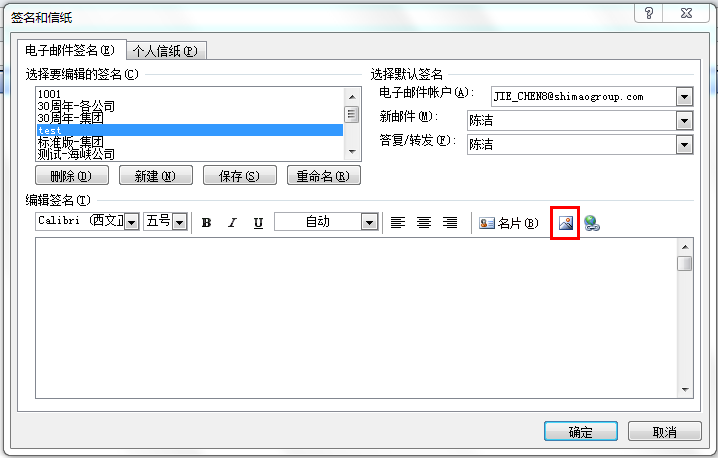 签名和信纸
电子邮件签名(E)
个人信纸(P)
选择要编辑的签名(C)
1001
30周年-各公司
30周年-集团
test
标准版-集团
测试-海峡公司
删除(D)
新建(N)
保存(S)
重命名(R)
选择默认签名
电子邮件帐户(A):
JIE_CHEN8@shimaogroup.com
新邮件(M):
陈洁
答复/转发(F):
陈洁
编辑签名(T)
Calibri (西文正
五号
B
I
U
自动
名片(B)
确定
取消